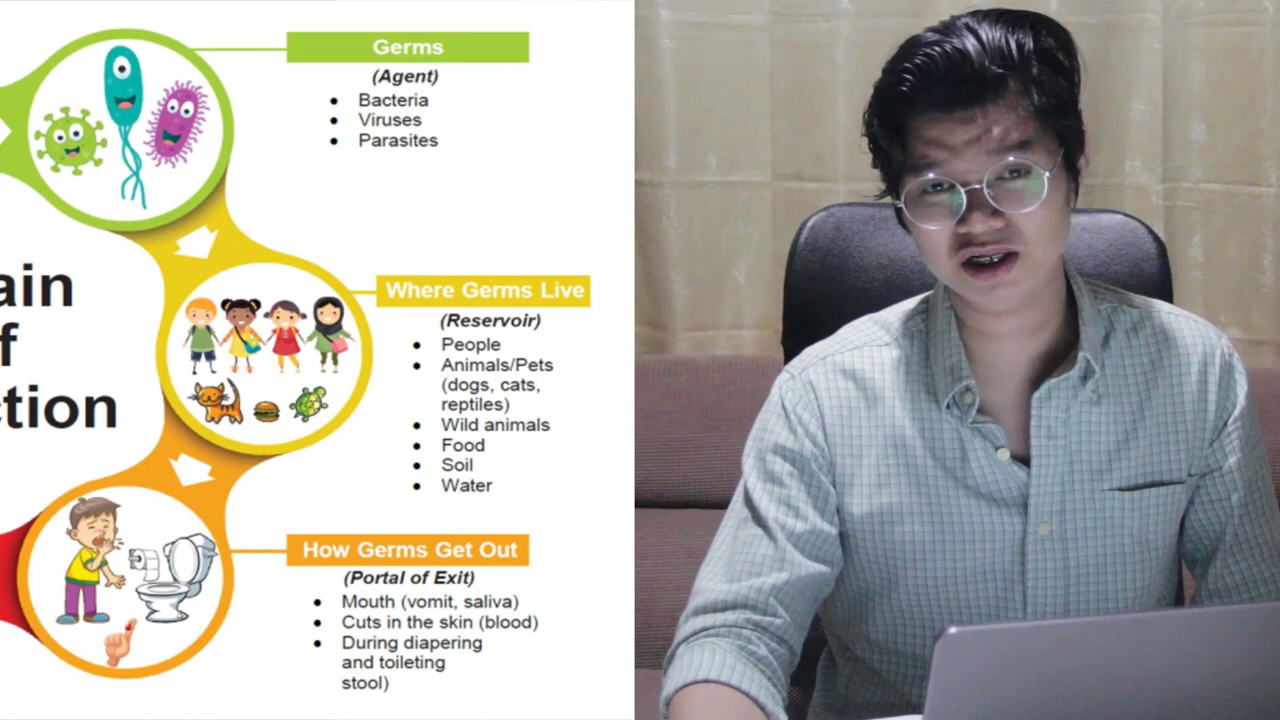 Germs
(Agent)
• Bacteria
• Viruses
• Parasites
ain
f
ction
Where Germs Live
(Reservoir)
• People
• Animals/Pets
(dogs, cats,
reptiles)
• Wild animals
• Food
• Soil
• Water
How Germs Get Out
(Portal of Exit)
• Mouth (vomit, saliva)
• Cuts in the skin (blood)
• During diapering
and toileting
stool)